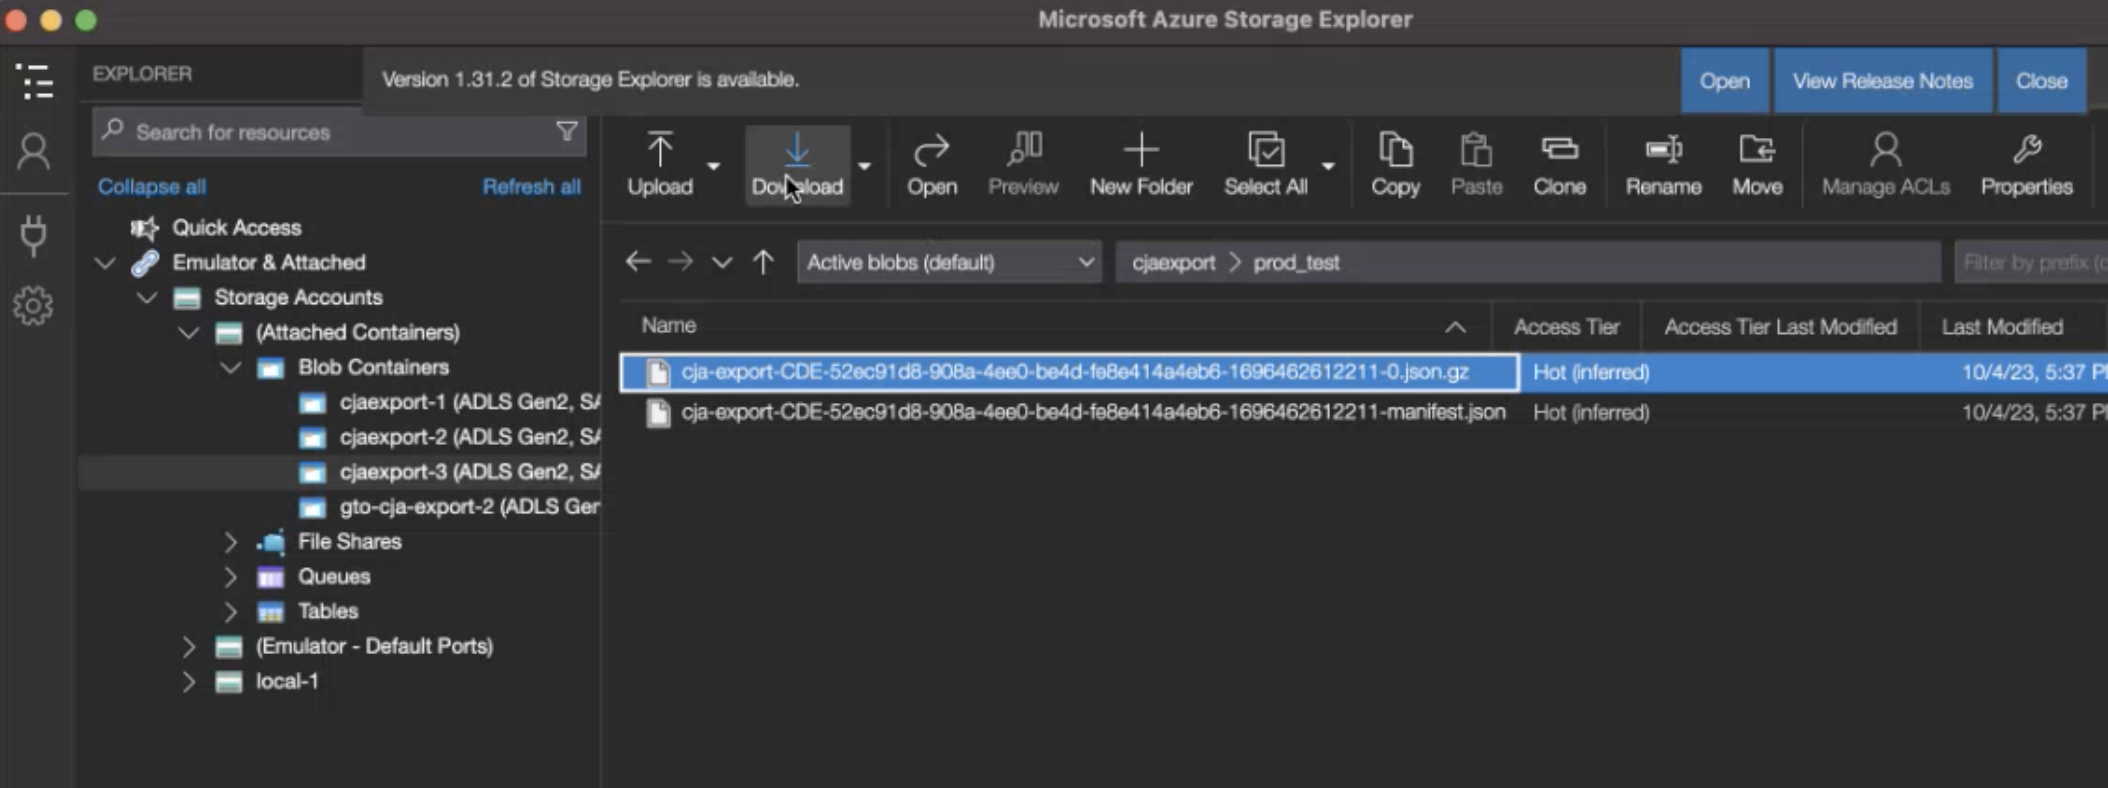 Microsoft Azure Storage Explorer
EXPLORER
Version 1.31.2 of Storage Explorer is available.
Open
View Release Notes
Close
Search for resources
Collapse all
Refresh all
Upload
Download
Open
Preview
New Folder
Select All
Copy
Paste
Clone
Rename
Move
Manage ACLs
Properties
Quick Access
Emulator & Attached
Storage Accounts
(Attached Containers)
Blob Containers
cjaexport-1 (ADLS Gen2, SA
cjaexport-2 (ADLS Gen2, SA
cjaexport-3 (ADLS Gen2, SA
gto-cja-export-2 (ADLS Gen
File Shares
Queues
Tables
(Emulator - Default Ports)
local-1
Active blobs (default)
cjaexport > prod_test
Filter by prefix (c
Name
Access Tier
Access Tier Last Modified
Last Modified
cja-export-CDE-52ec91d8-908a-4ee0-be4d-fe8e414a4eb6-1696462612211-0.json.gz
Hot (inferred)
10/4/23, 5:37 P
cja-export-CDE-52ec91d8-908a-4ee0-be4d-fe8e414a4eb6-1696462612211-manifest.json
Hot (inferred)
10/4/23, 5:37 P